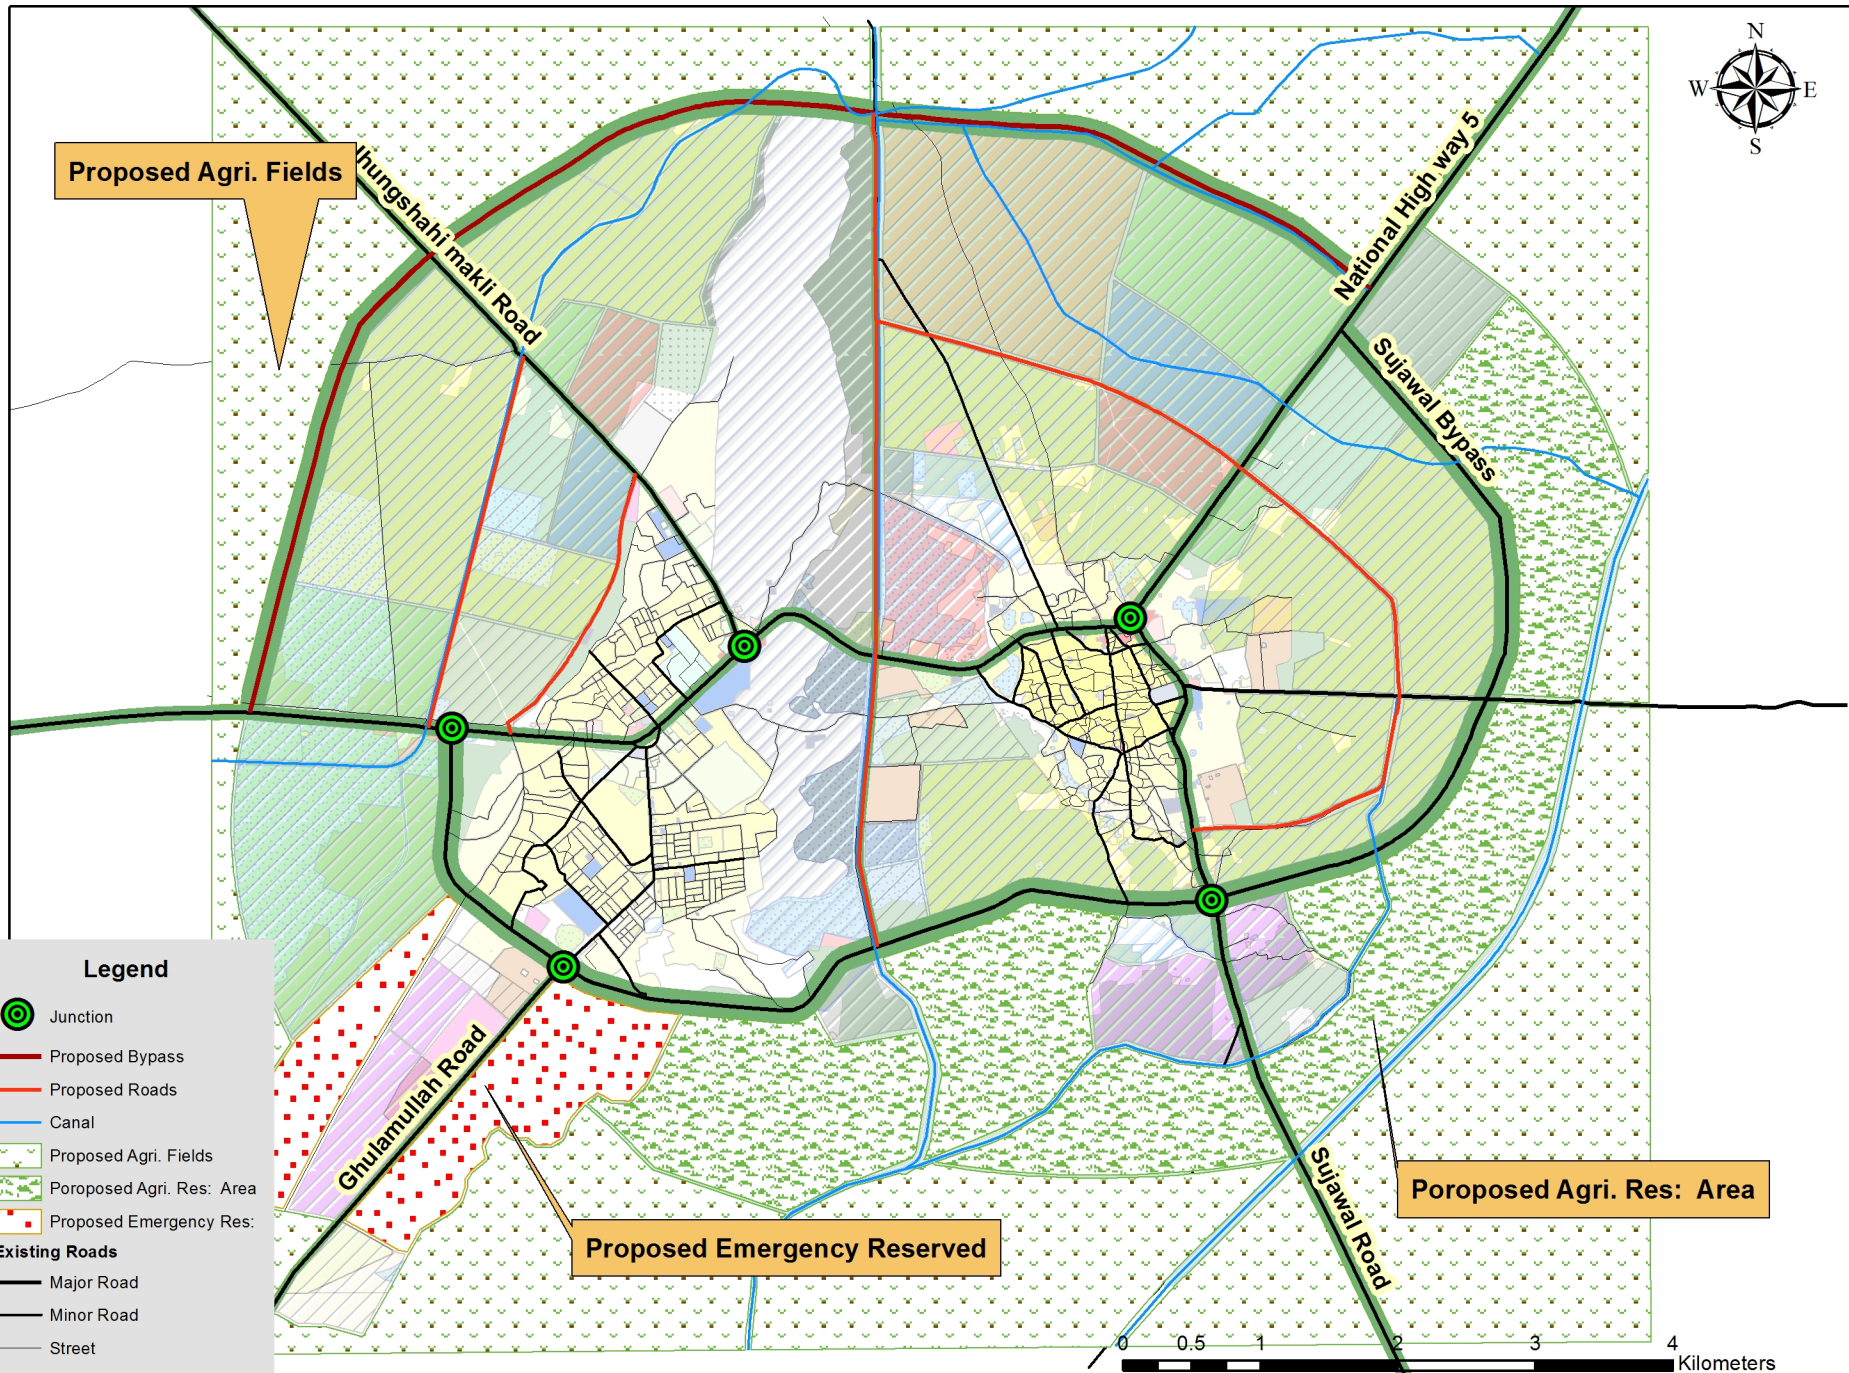 N
W E
S
Proposed Agri. Fields
Jhungshahi makli Road
National High way 5
Sujawal Bypass
Legend
Junction
Proposed Bypass
Proposed Roads
Canal
Proposed Agri. Fields
Poroposed Agri. Res: Area
Proposed Emergency Res:
Existing Roads
Major Road
Minor Road
Street
Ghulamullah Road
Proposed Emergency Reserved
Poroposed Agri. Res: Area
Sujawal Road
0 0.5 1 2 3 4
Kilometers